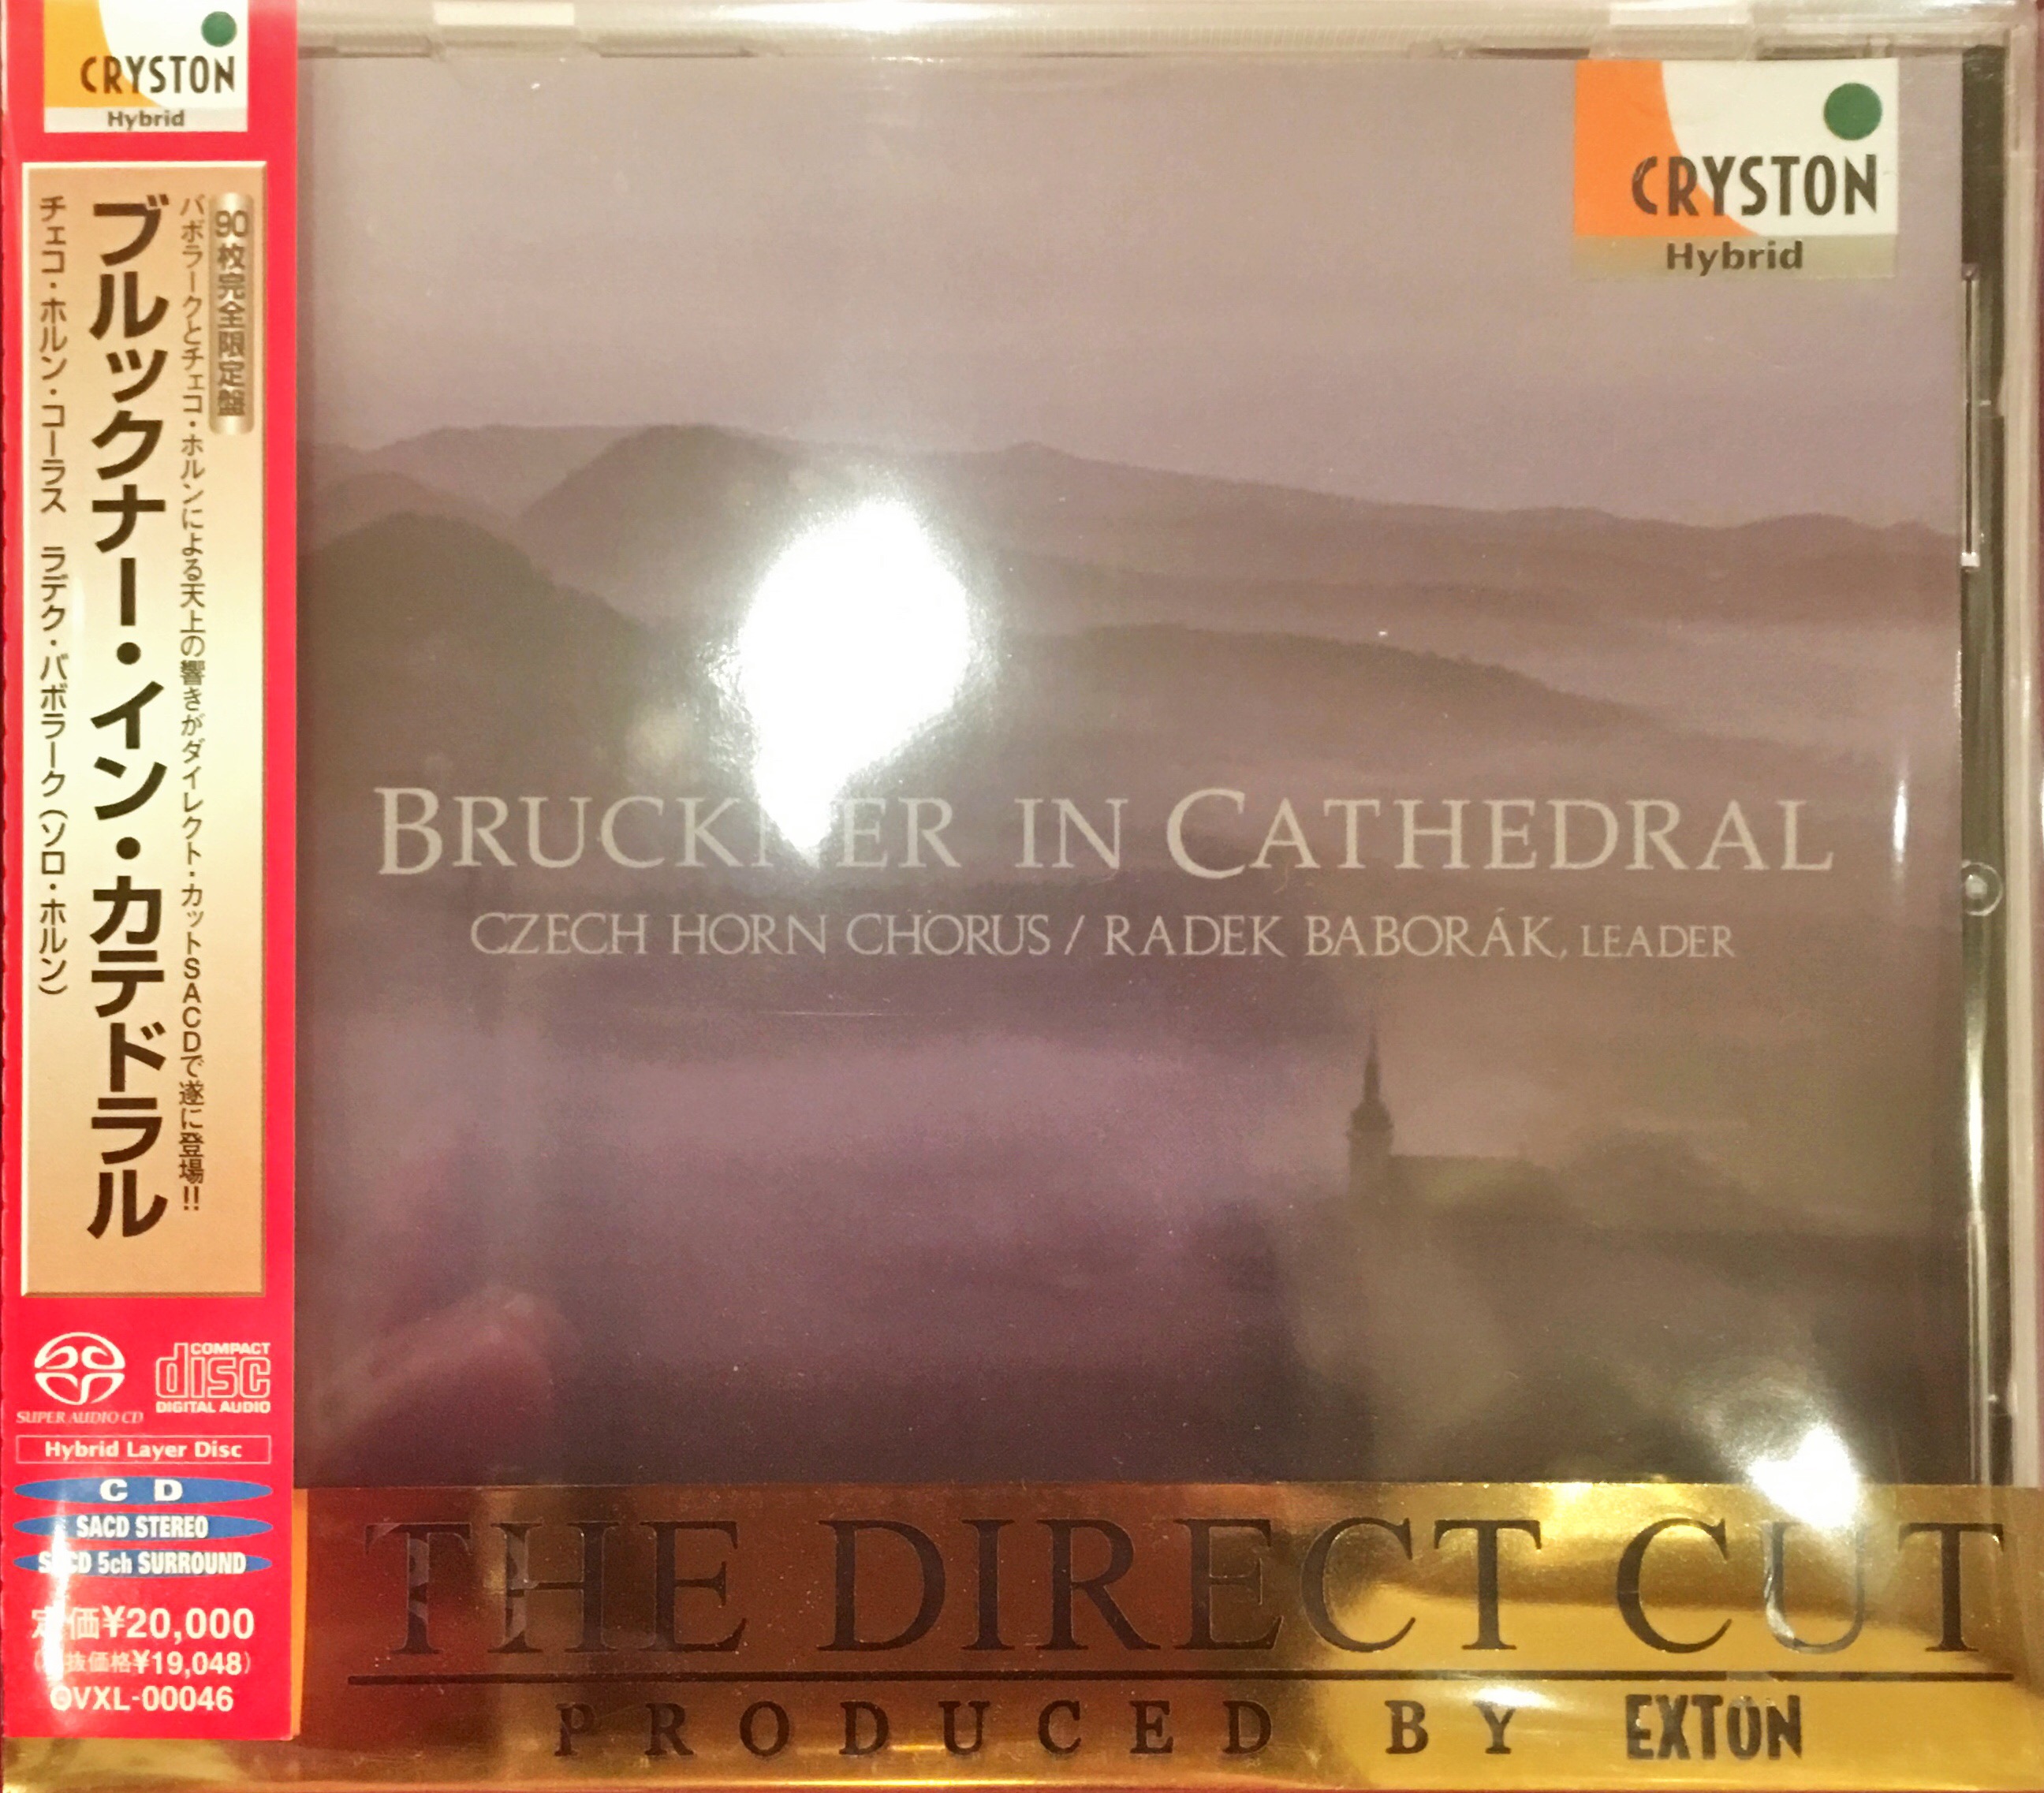 CRYSTON
Hybrid
90枚完全限定盤
バボラークとチェコ・ホルンによる天上の響きがダイレクト・カットSACDで遂に登場!!
ブルックナー・イン・カテドラル
チェコ・ホルン・コーラス ラデク・バボラーク(ソロ・ホルン)
SUPER AUDIO CD
COMPACT
disc
DIGITAL AUDIO
Hybrid Layer Disc
CD
SACD STEREO
SACD 5ch SURROUND
定価¥20,000
(税抜価格¥19,048)
OVXL-00046
CRYSTON
Hybrid
BRUCKNER IN CATHEDRAL
CZECH HORN CHORUS / RADEK BABORÁK, LEADER
THE DIRECT CUT
PRODUCED BY EXTON